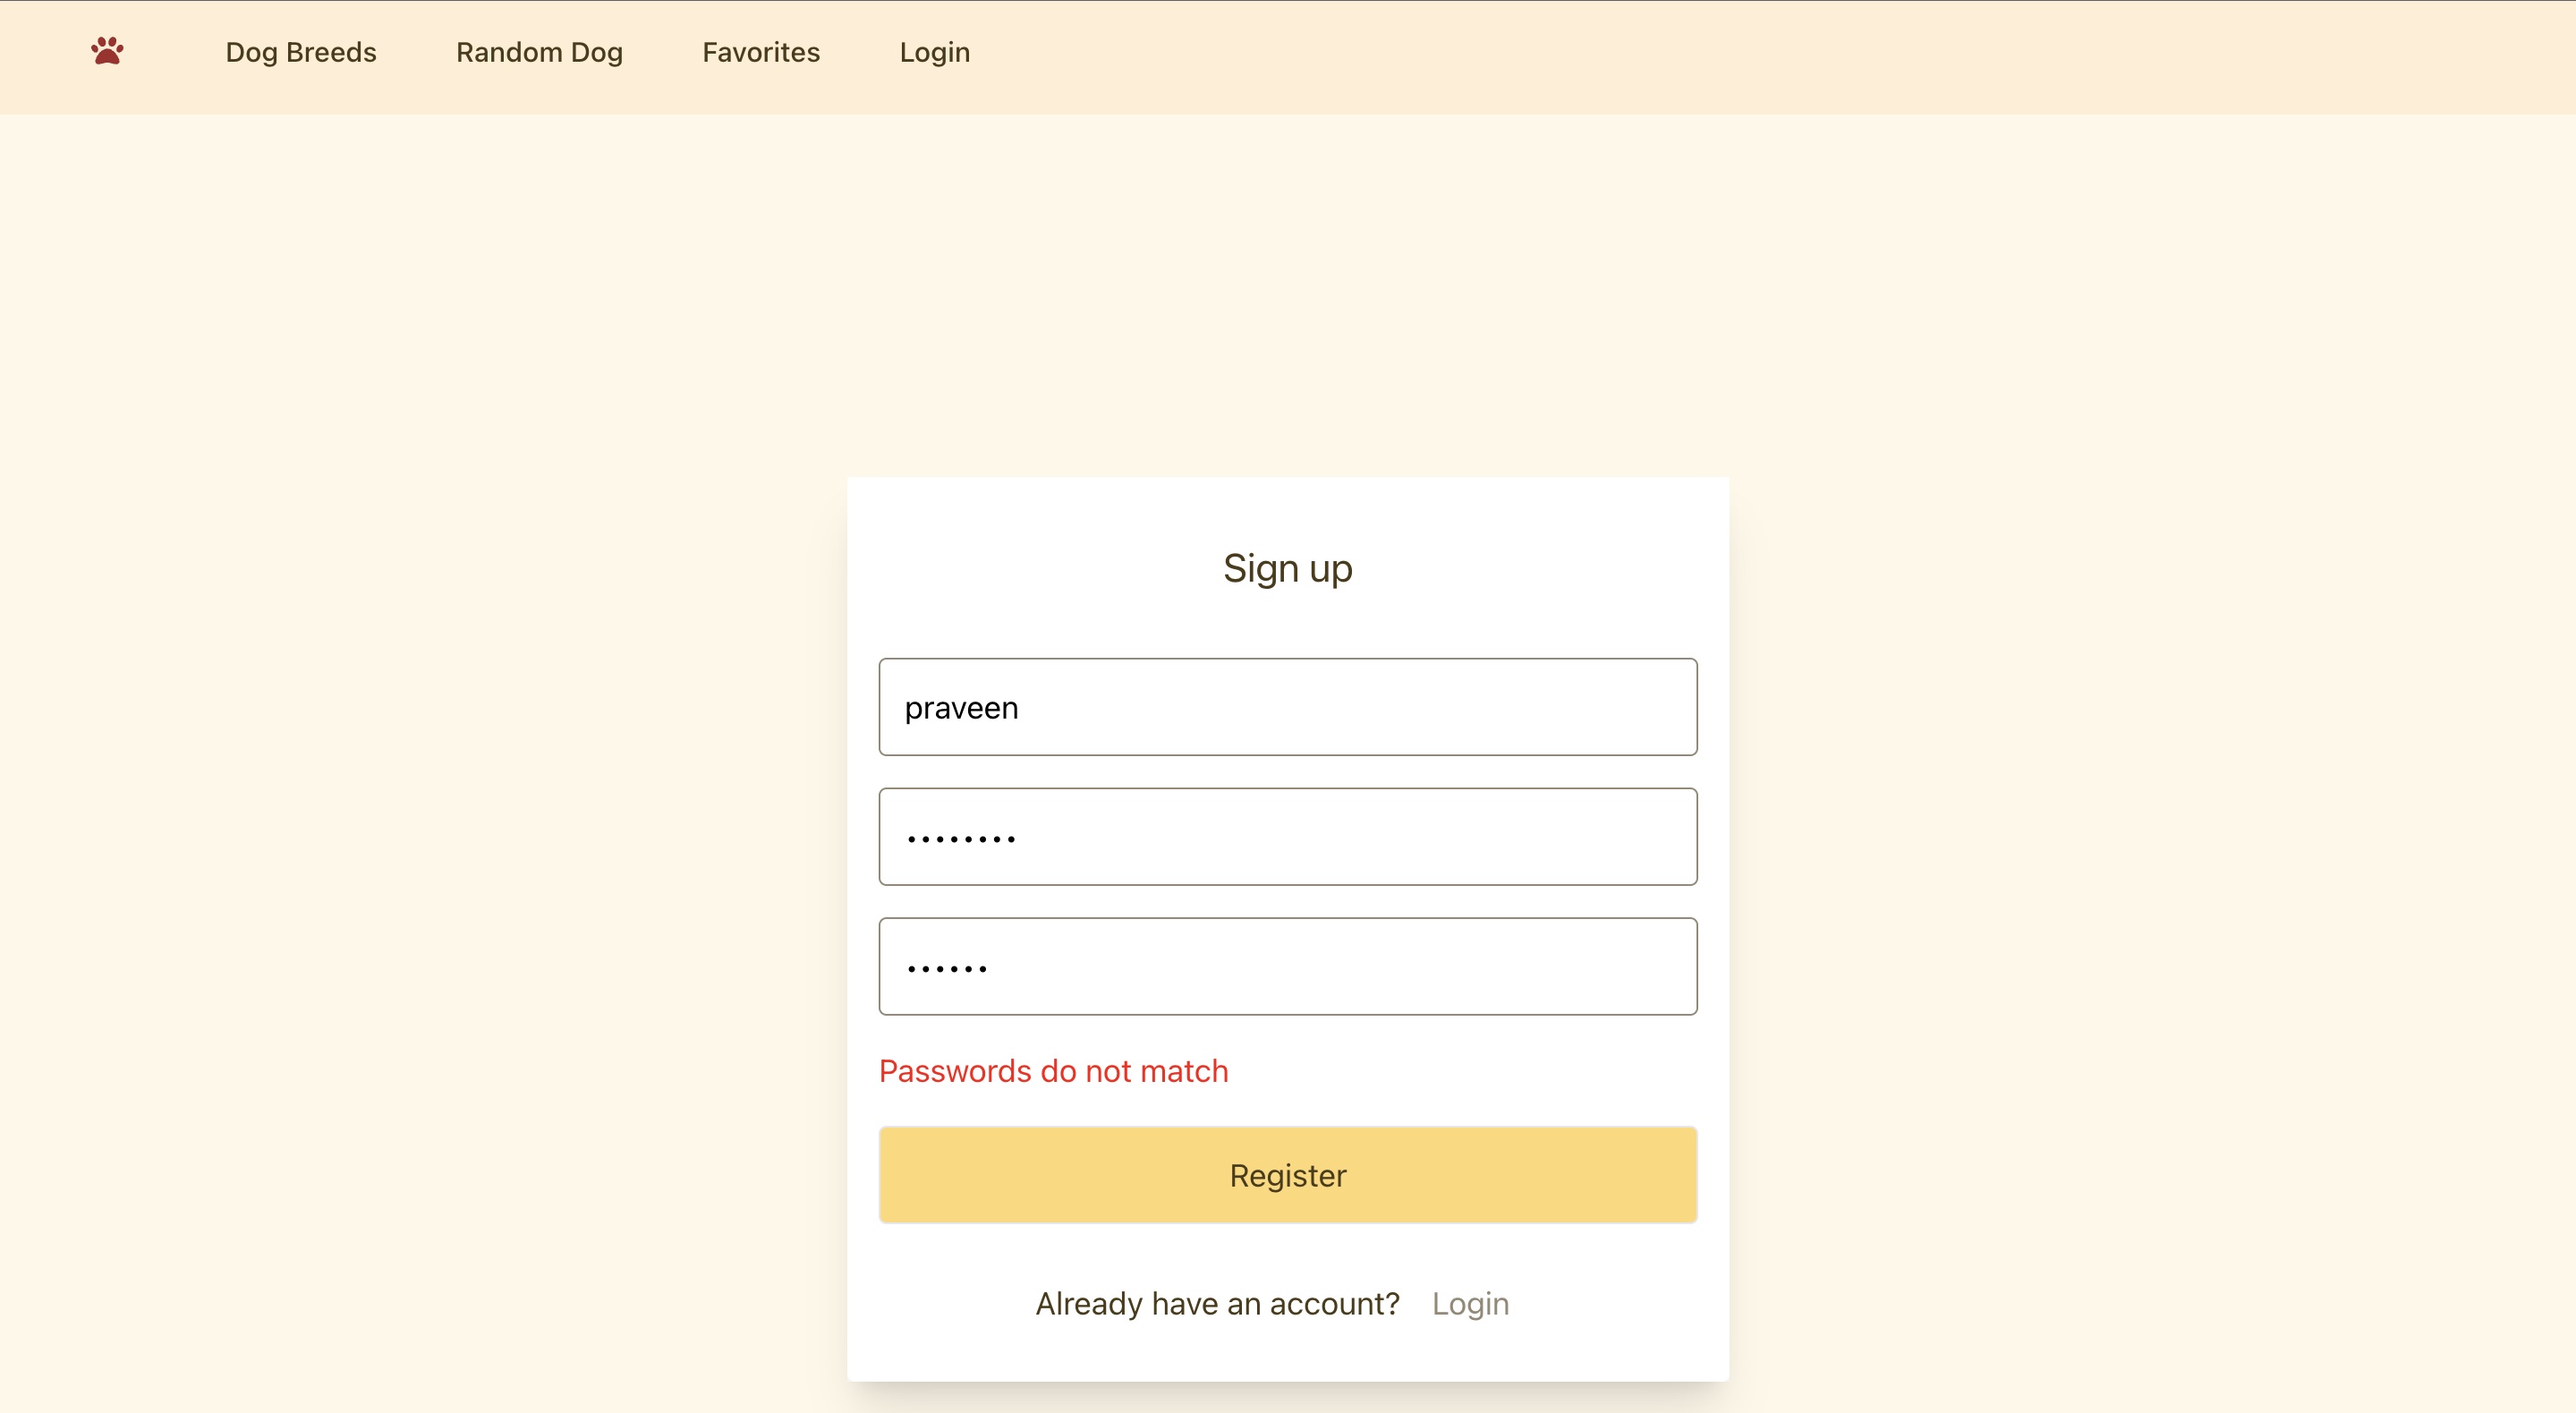 Dog Breeds Random Dog Favorites Login
Sign up
praveen
••••••••
••••••
Passwords do not match
Register
Already have an account? Login